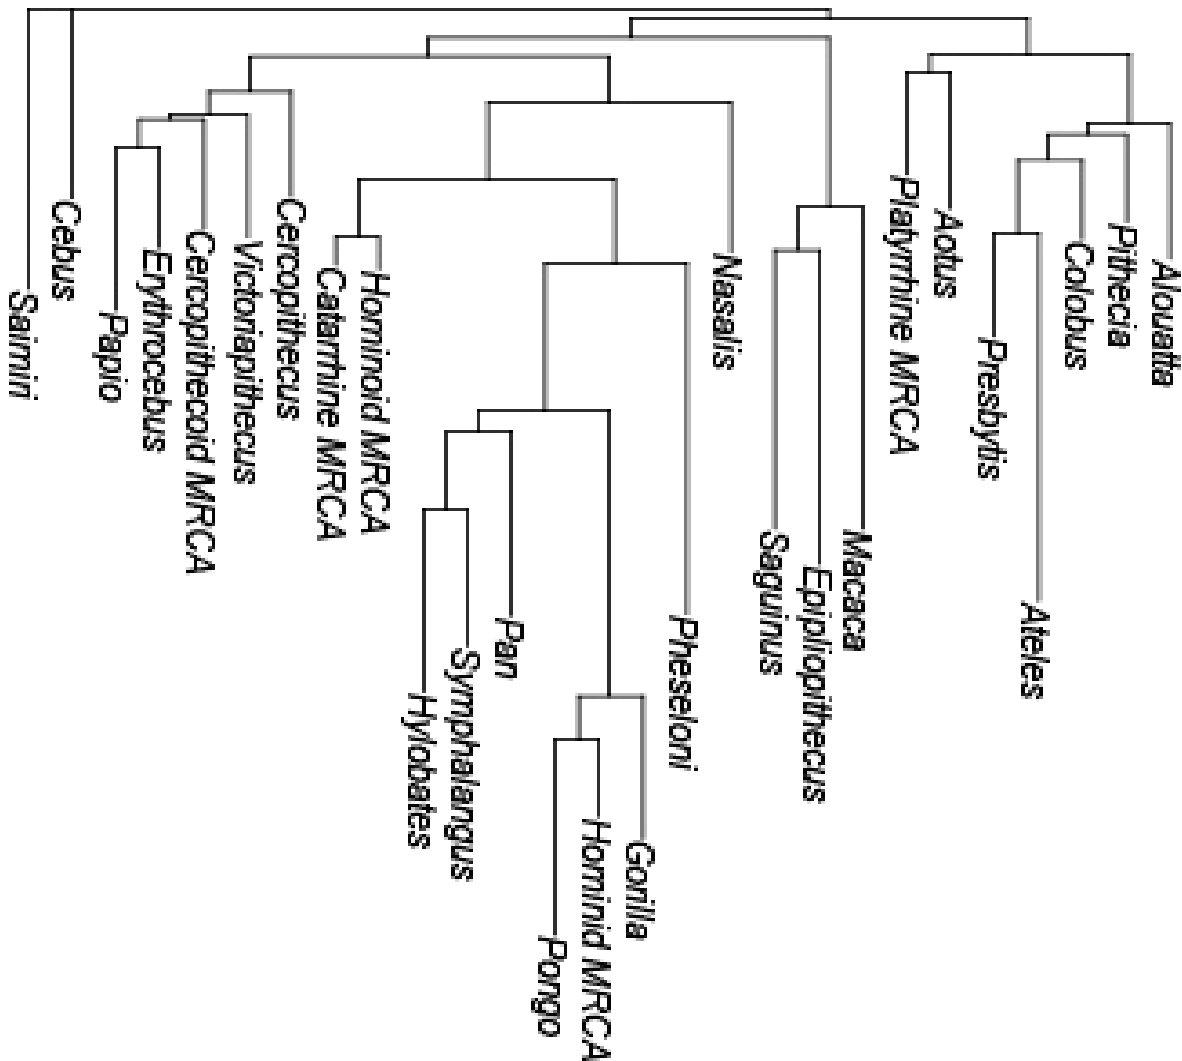 Saimiri
Cebus
Papio
Erythrocebus
Cercopithecoid MRCA
Victoriapithecus
Cercopithecus
Catarrhine MRCA
Hominoid MRCA
Hylobates
Symphalangus
Pan
Pongo
Hominid MRCA
Gorilla
Pheseloni
Nasalis
Saguinus
Epipliopithecus
Macaca
Platyrrhine MRCA
Aotus
Presbytis
Ateles
Colobus
Pithecia
Alouatta